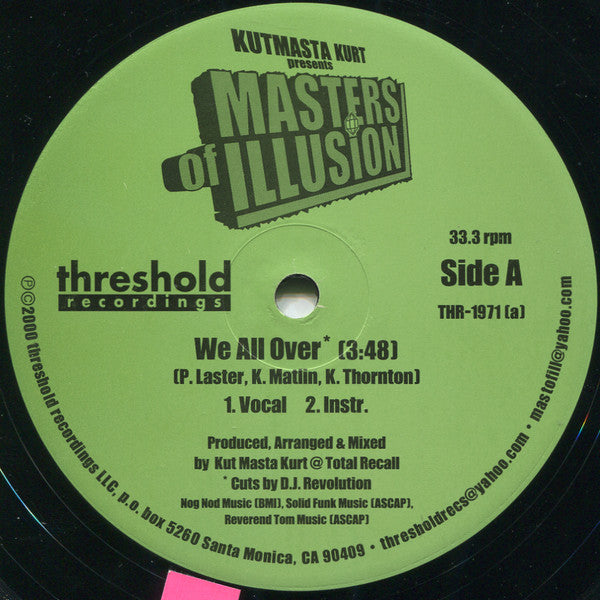 KUTMASTA KURT
presents
MASTERS
of ILLUSION
33.3 rpm
threshold
recordings
Side A
THR-1971 (a)
We All Over* (3:48)
(P. Laster, K. Matlin, K. Thornton)
1. Vocal 2. Instr.
Produced, Arranged & Mixed
by Kut Masta Kurt @ Total Recall
* Cuts by D.J. Revolution
Nog Nod Music (BMI), Solid Funk Music (ASCAP),
Reverend Tom Music (ASCAP)
℗©2000 threshold recordings LLC, p.o. box 5260 Santa Monica, CA 90409 • thresholdrecs@yahoo.com • mastofill@yahoo.com